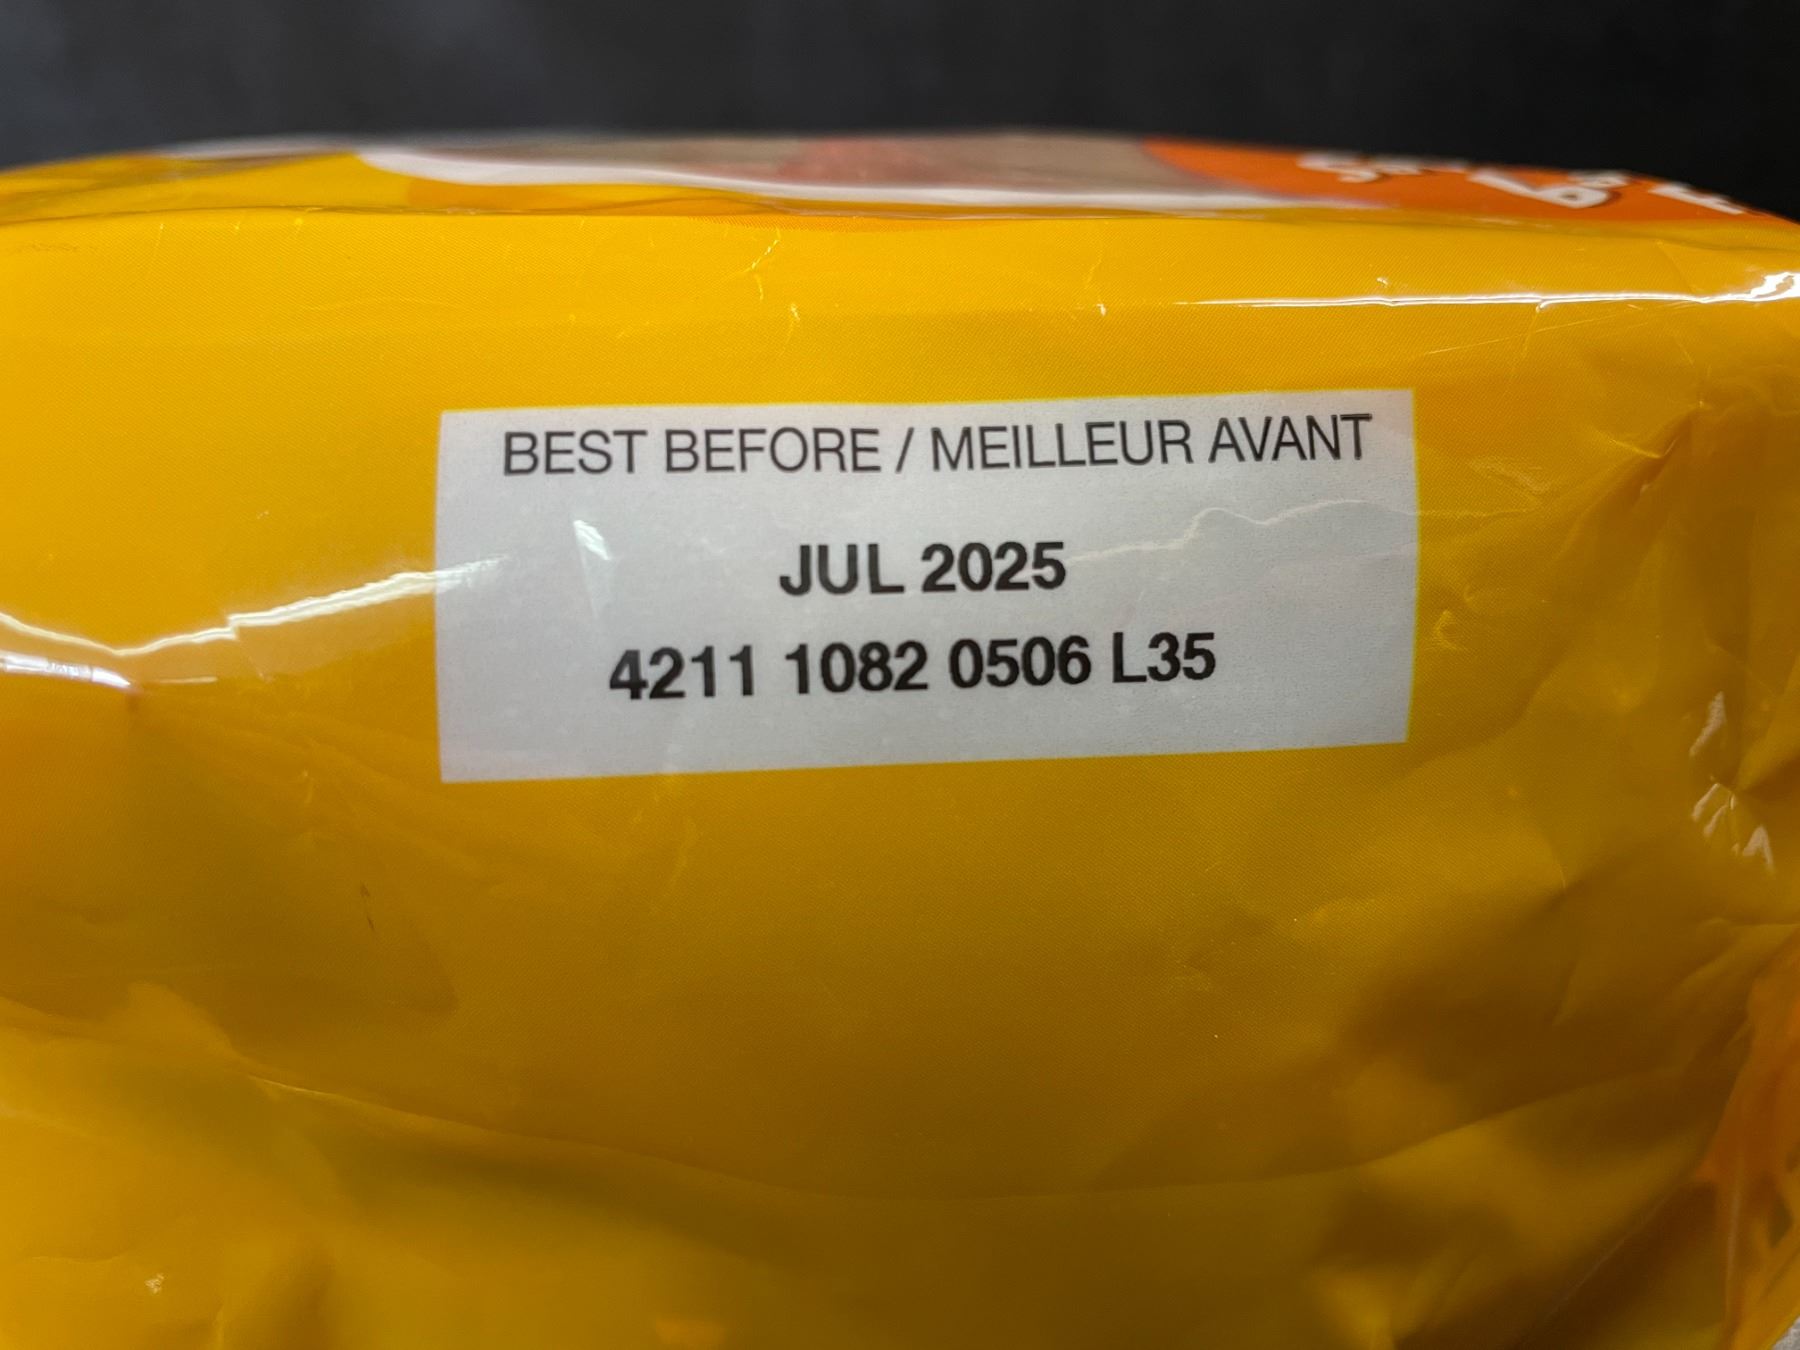 BEST BEFORE / MEILLEUR AVANT
JUL 2025
4211 1082 0506 L35